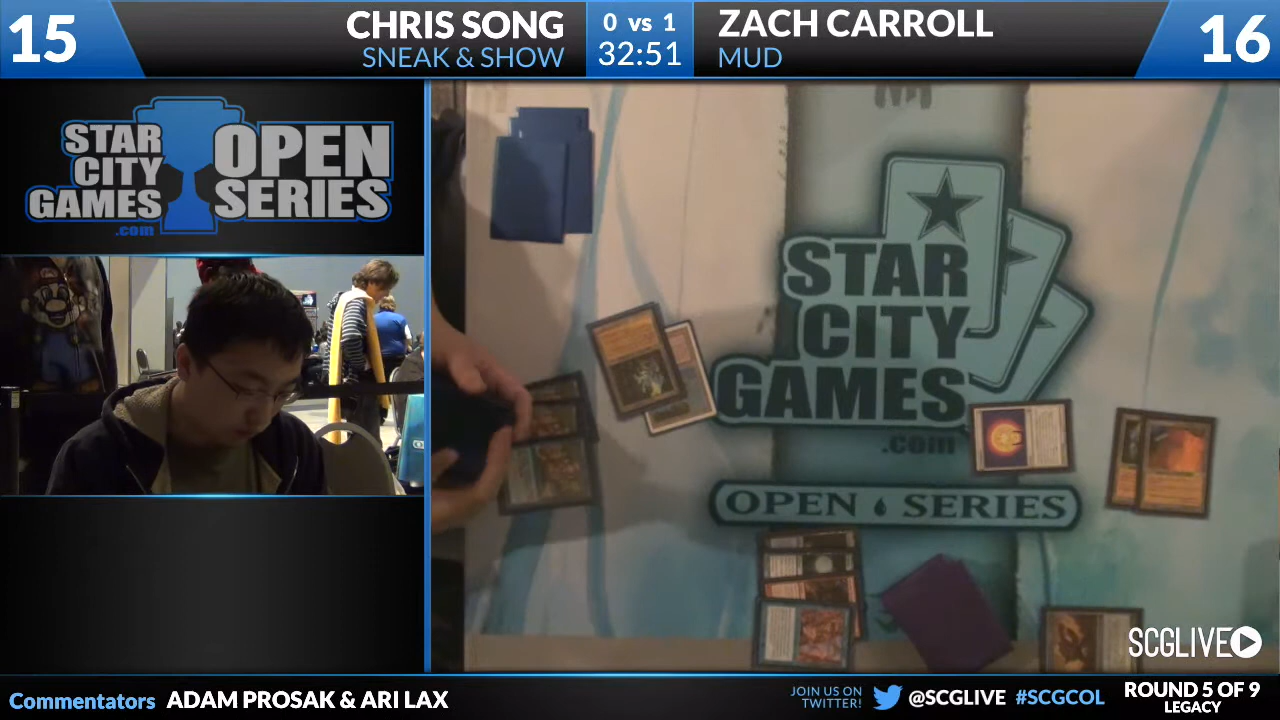 15
CHRIS SONG
SNEAK & SHOW
0 vs 1
32:51
ZACH CARROLL
MUD
16
STAR
CITY
GAMES
.com
OPEN
SERIES
STAR
CITY
GAMES
.com
OPEN SERIES
SCGLIVE
Commentators ADAM PROSAK & ARI LAX
JOIN US ON
TWITTER!
@SCGLIVE #SCGCOL
ROUND 5 OF 9
LEGACY